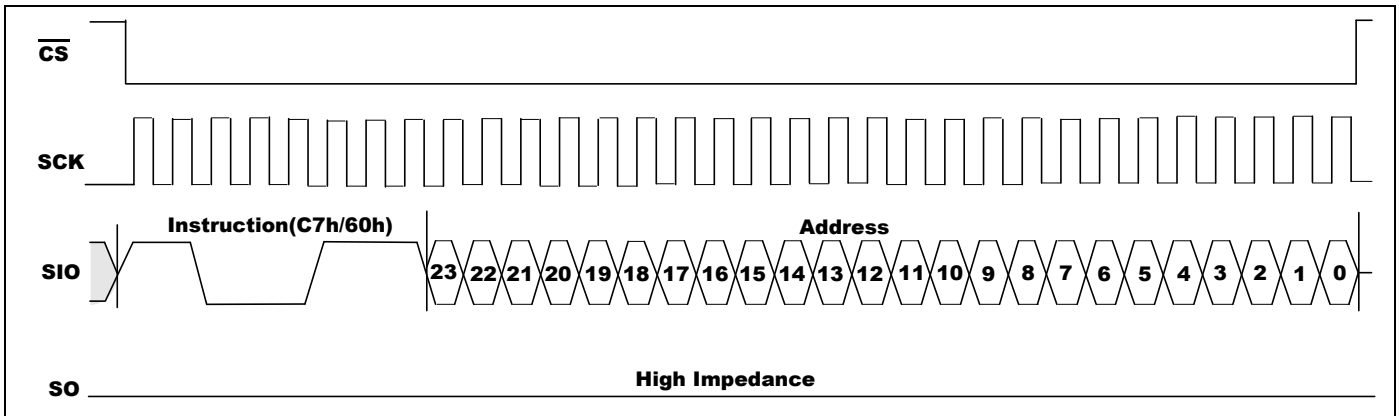 CS
SCK
Instruction(C7h/60h)
Address
SIO
23 22 21 20 19 18 17 16 15 14 13 12 11 10 9 8 7 6 5 4 3 2 1 0
High Impedance
SO